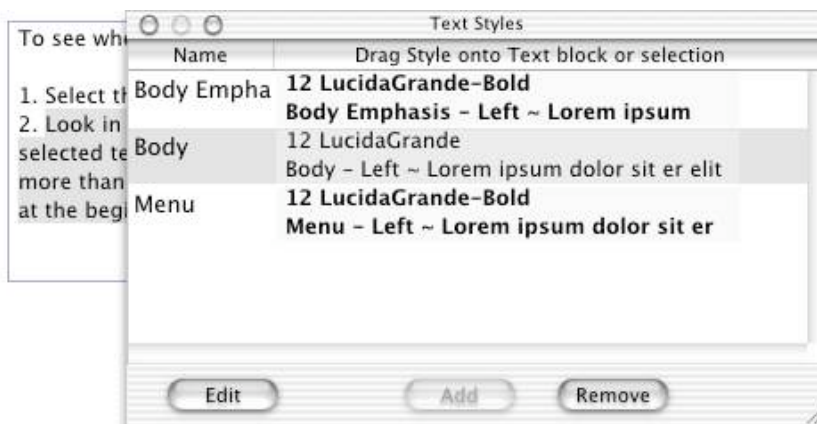 To see wh
1. Select th
2. Look in
selected te
more than
at the begi
Text Styles
Name Drag Style onto Text block or selection
Body Empha 12 LucidaGrande-Bold
Body Emphasis - Left ~ Lorem ipsum
Body 12 LucidaGrande
Body - Left ~ Lorem ipsum dolor sit er elit
Menu 12 LucidaGrande-Bold
Menu - Left ~ Lorem ipsum dolor sit er
Edit Add Remove